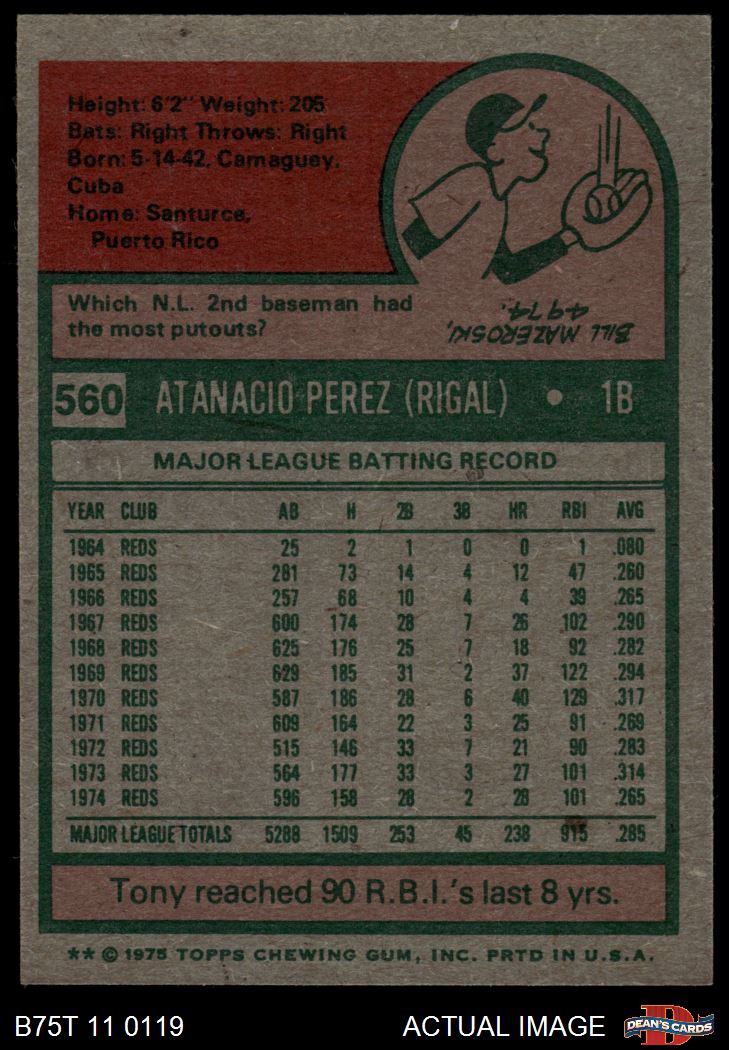 Height: 6'2" Weight: 205
Bats: Right Throws: Right
Born: 5-14-42, Camaguey,
Cuba
Home: Santurce,
Puerto Rico
Which N.L. 2nd baseman had
the most putouts?
BILL MAZEROSKI,
4974.
560 ATANACIO PEREZ (RIGAL) • 1B
MAJOR LEAGUE BATTING RECORD
YEAR CLUB AB H 2B 3B HR RBI AVG
1964 REDS 25 2 1 0 0 1 .080
1965 REDS 281 73 14 4 12 47 .260
1966 REDS 257 68 10 4 4 39 .265
1967 REDS 600 174 28 7 26 102 .290
1968 REDS 625 176 25 7 18 92 .282
1969 REDS 629 185 31 2 37 122 .294
1970 REDS 587 186 28 6 40 129 .317
1971 REDS 609 164 22 3 25 91 .269
1972 REDS 515 146 33 7 21 90 .283
1973 REDS 564 177 33 3 27 101 .314
1974 REDS 596 158 28 2 28 101 .265
MAJOR LEAGUE TOTALS 5288 1509 253 45 238 915 .285
Tony reached 90 R.B.I.'s last 8 yrs.
** © 1975 TOPPS CHEWING GUM, INC. PRTD IN U.S.A.
B75T 11 0119 ACTUAL IMAGE DEAN'S CARDS